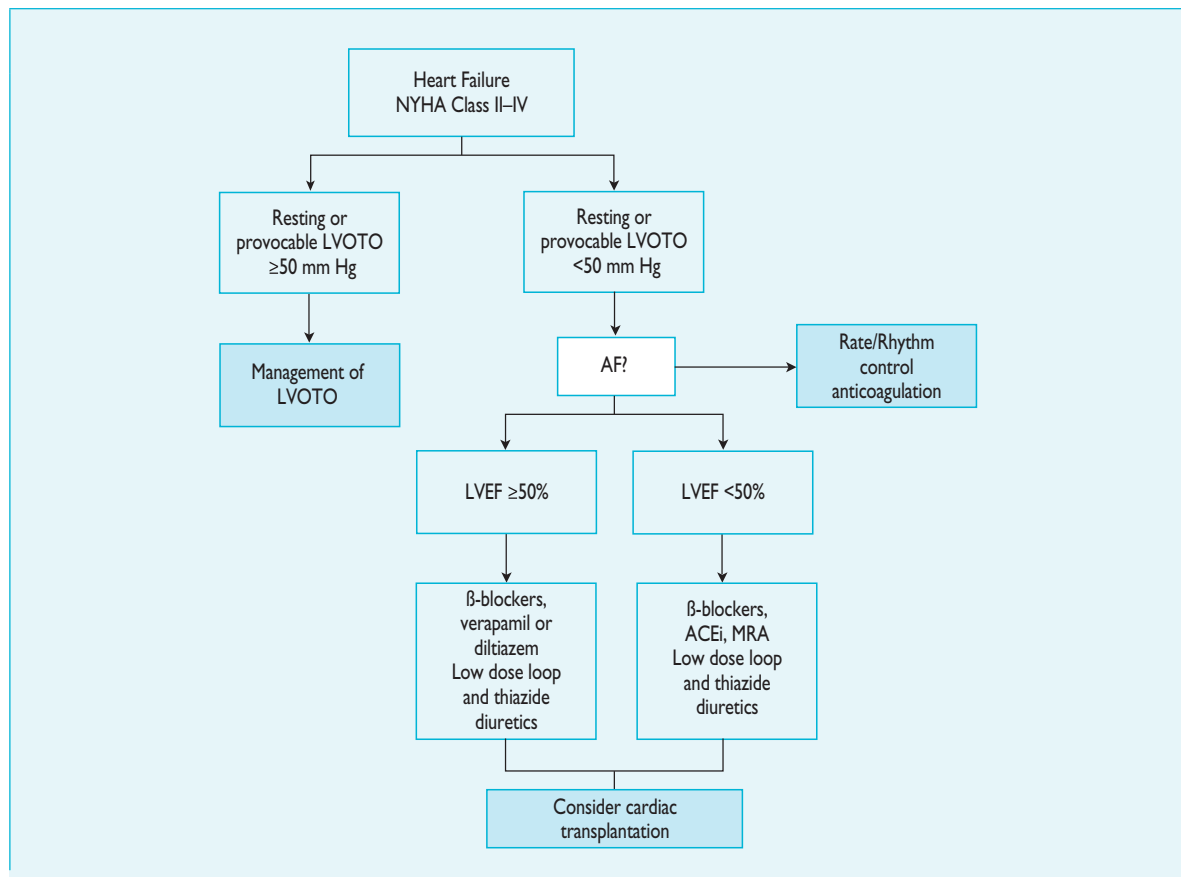 Heart Failure
NYHA Class II–IV
Resting or
provocable LVOTO
≥50 mm Hg
Resting or
provocable LVOTO
<50 mm Hg
Management of
LVOTO
AF?
Rate/Rhythm
control
anticoagulation
LVEF ≥50%
LVEF <50%
ß-blockers,
verapamil or
diltiazem
Low dose loop
and thiazide
diuretics
ß-blockers,
ACEi, MRA
Low dose loop
and thiazide
diuretics
Consider cardiac
transplantation